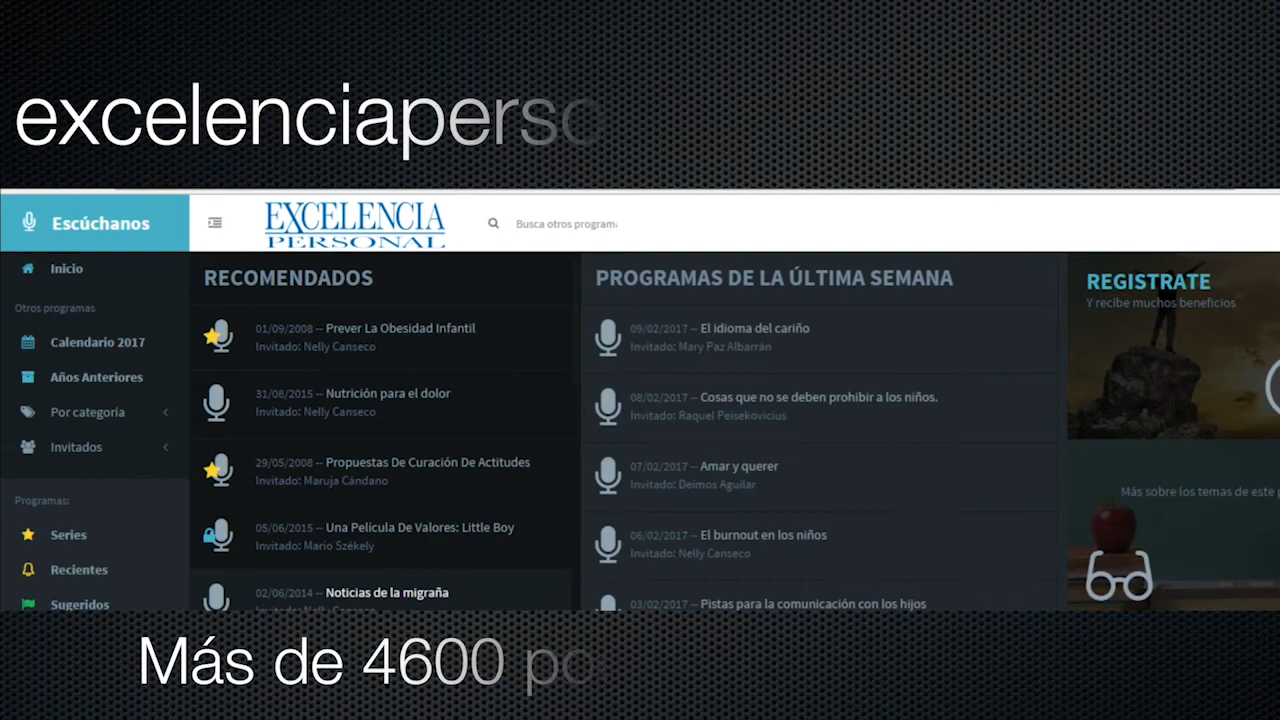 excelenciaperso
Escúchanos
EXCELENCIA
PERSONAL
Busca otros programa
Inicio
Otros programas
Calendario 2017
Años Anteriores
Por categoría
Invitados
Programas:
Series
Recientes
Sugeridos
RECOMENDADOS
01/09/2008 -- Prever La Obesidad Infantil
Invitado: Nelly Canseco
31/08/2015 -- Nutrición para el dolor
Invitado: Nelly Canseco
29/05/2008 -- Propuestas De Curación De Actitudes
Invitado: Maruja Cándano
05/06/2015 -- Una Película De Valores: Little Boy
Invitado: Mario Székely
02/06/2014 -- Noticias de la migraña
Invitado: Nelly Canseco
PROGRAMAS DE LA ÚLTIMA SEMANA
09/02/2017 -- El idioma del cariño
Invitado: Mary Paz Albarrán
08/02/2017 -- Cosas que no se deben prohibir a los niños.
Invitado: Raquel Peisekovicius
07/02/2017 -- Amar y querer
Invitado: Deimos Aguilar
06/02/2017 -- El burnout en los niños
Invitado: Nelly Canseco
03/02/2017 -- Pistas para la comunicación con los hijos
REGISTRATE
Y recibe muchos beneficios
Más sobre los temas de este
Más de 4600 po